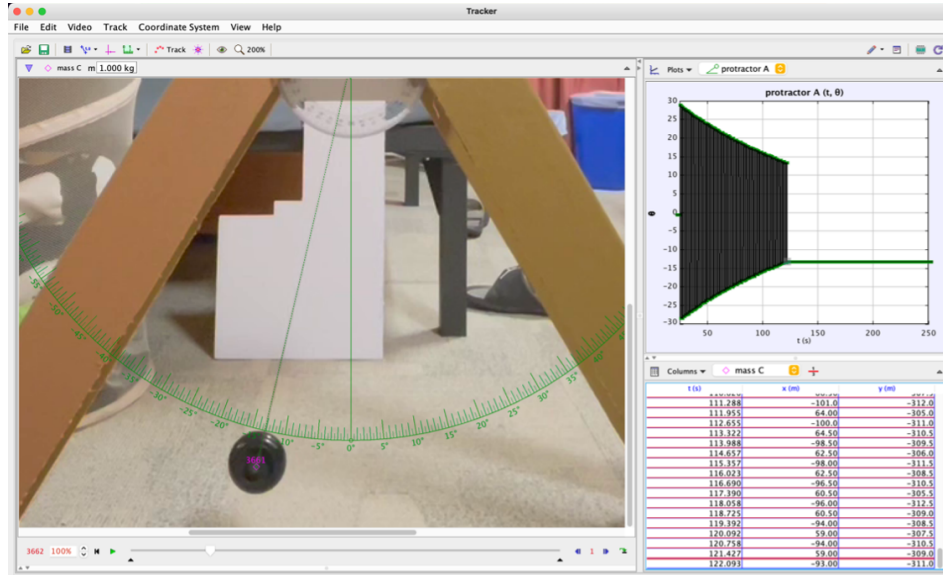 Tracker
File Edit Video Track Coordinate System View Help
Track 200%
mass C m 1.000 kg
Plots protractor A
protractor A (t, θ)
30
25
20
15
10
5
0
-5
-10
-15
-20
-25
-30
θ
50 100 150 200 250
t (s)
-55°
-50°
-45°
-35°
-30°
-25°
-20°
-10° -5° 0° 5° 10° 15° 20° 25° 30° 35° 40°
3661
Columns mass C
t (s) x (m) y (m)
111.288 -101.0 -312.0
111.955 64.00 -305.0
112.655 -100.0 -311.0
113.322 64.50 -310.5
113.988 -98.50 -309.5
114.657 62.50 -306.0
115.357 -98.00 -311.5
116.023 62.50 -308.5
116.690 -96.50 -310.5
117.390 60.50 -305.5
118.058 -96.00 -312.5
118.725 60.50 -309.0
119.392 -94.00 -308.5
120.092 59.00 -307.5
120.758 -94.00 -310.5
121.427 59.00 -309.0
122.093 -93.00 -311.0
3662 100% 1